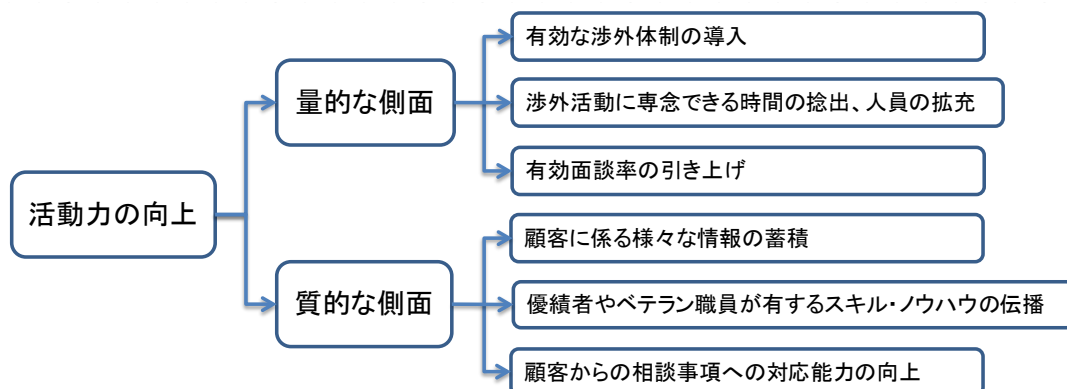 活動力の向上
量的な側面
有効な渉外体制の導入
渉外活動に専念できる時間の捻出、人員の拡充
有効面談率の引き上げ
質的な側面
顧客に係る様々な情報の蓄積
優績者やベテラン職員が有するスキル・ノウハウの伝播
顧客からの相談事項への対応能力の向上